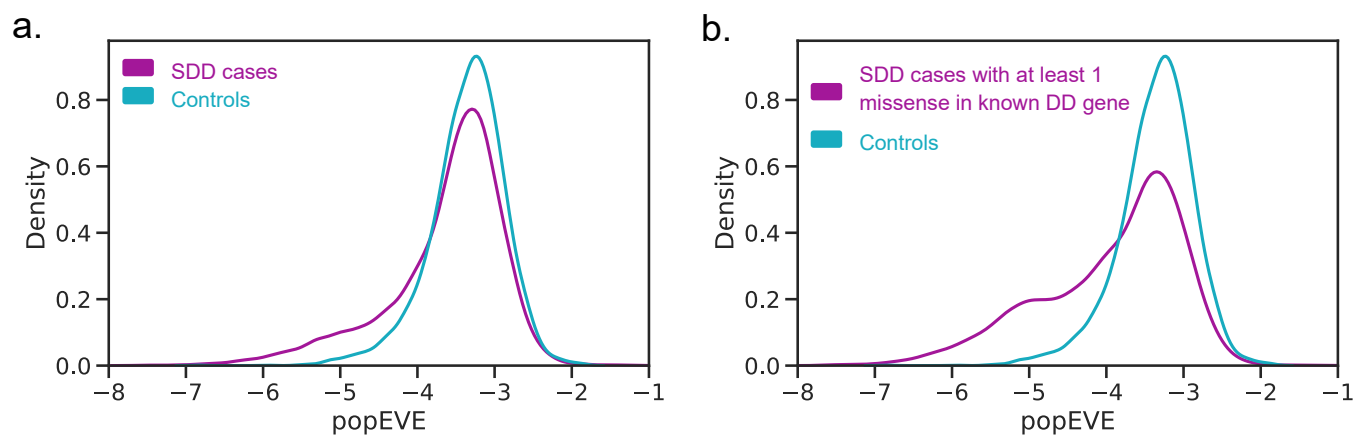 a.
SDD cases
Controls
Density
0.8
0.6
0.4
0.2
0.0
−8 −7 −6 −5 −4 −3 −2 −1
popEVE
b.
SDD cases with at least 1
missense in known DD gene
Controls
Density
0.8
0.6
0.4
0.2
0.0
−8 −7 −6 −5 −4 −3 −2 −1
popEVE